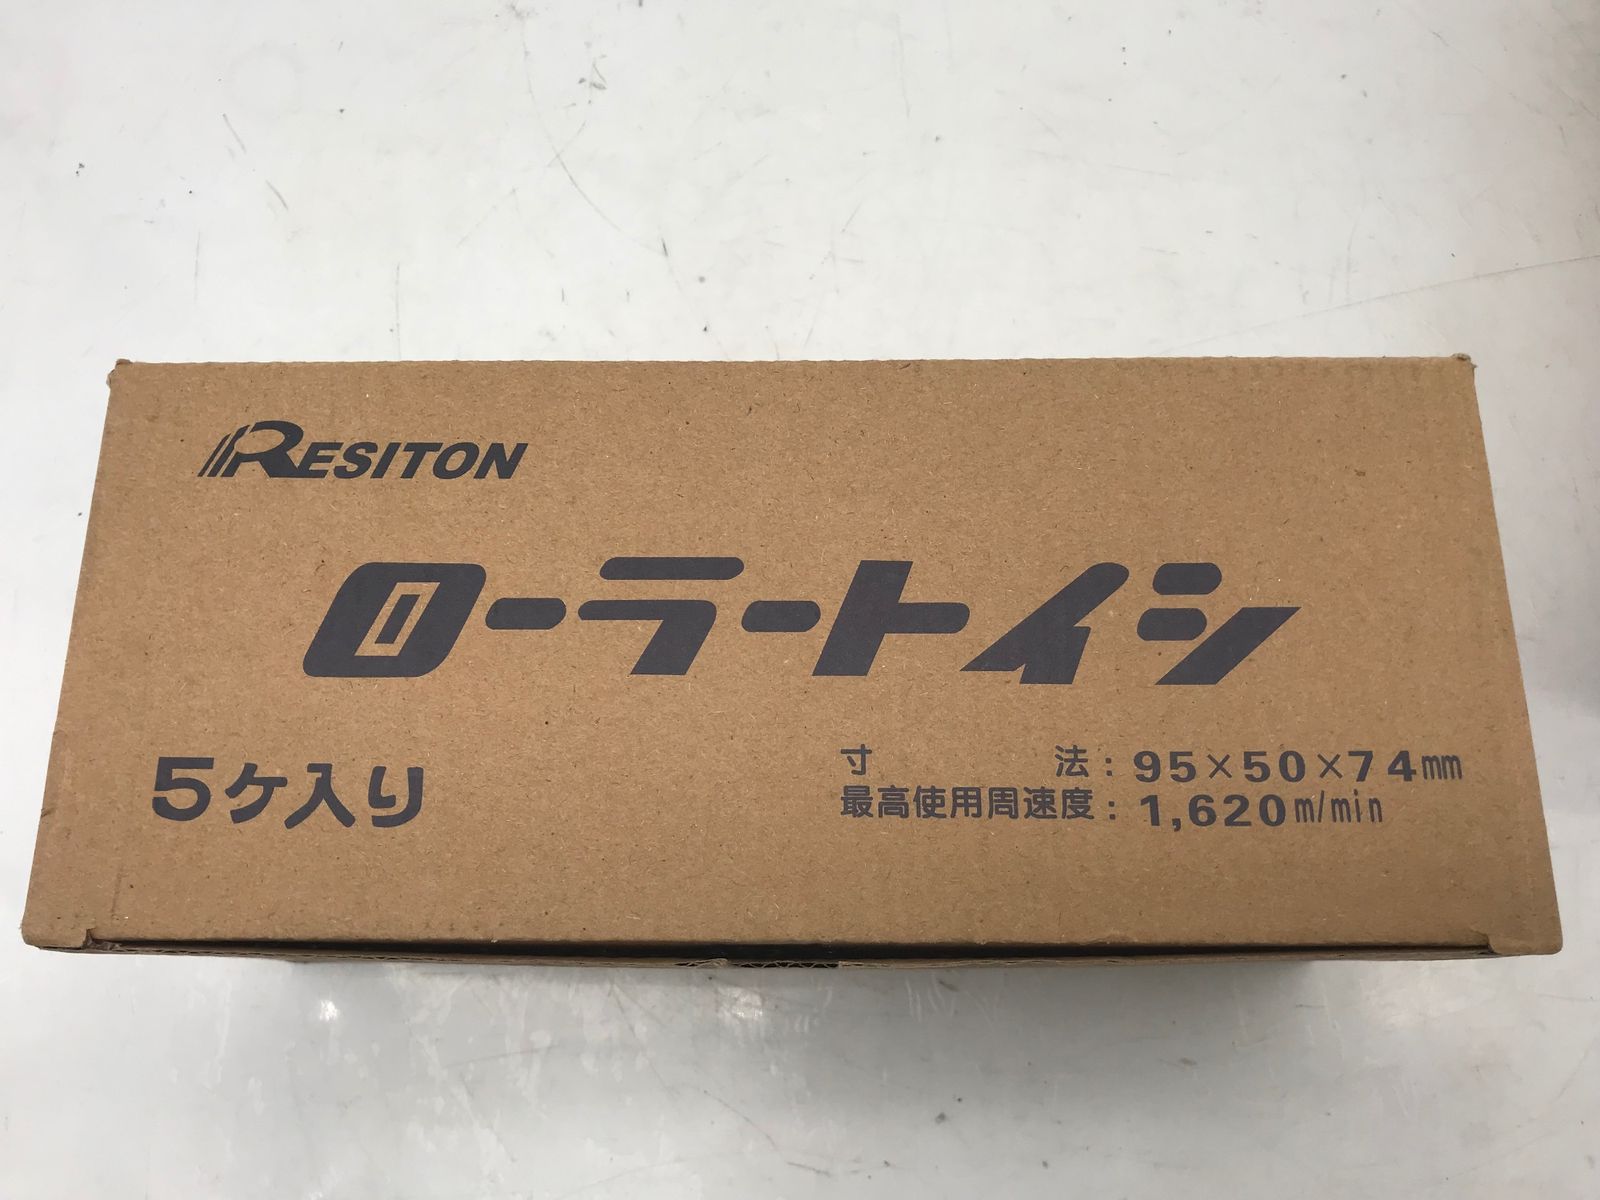 RESITON
ローラートイシ
5ケ入り
寸法:95×50×74mm
最高使用周速度:1,620m/min